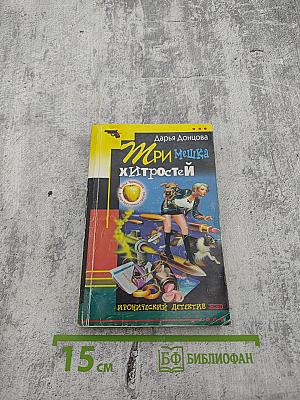 Дарья Донцова
Три мешка
хитростей
ИРОНИЧЕСКИЙ ДЕТЕКТИВ
15 см
БФ БИБЛИОФАН